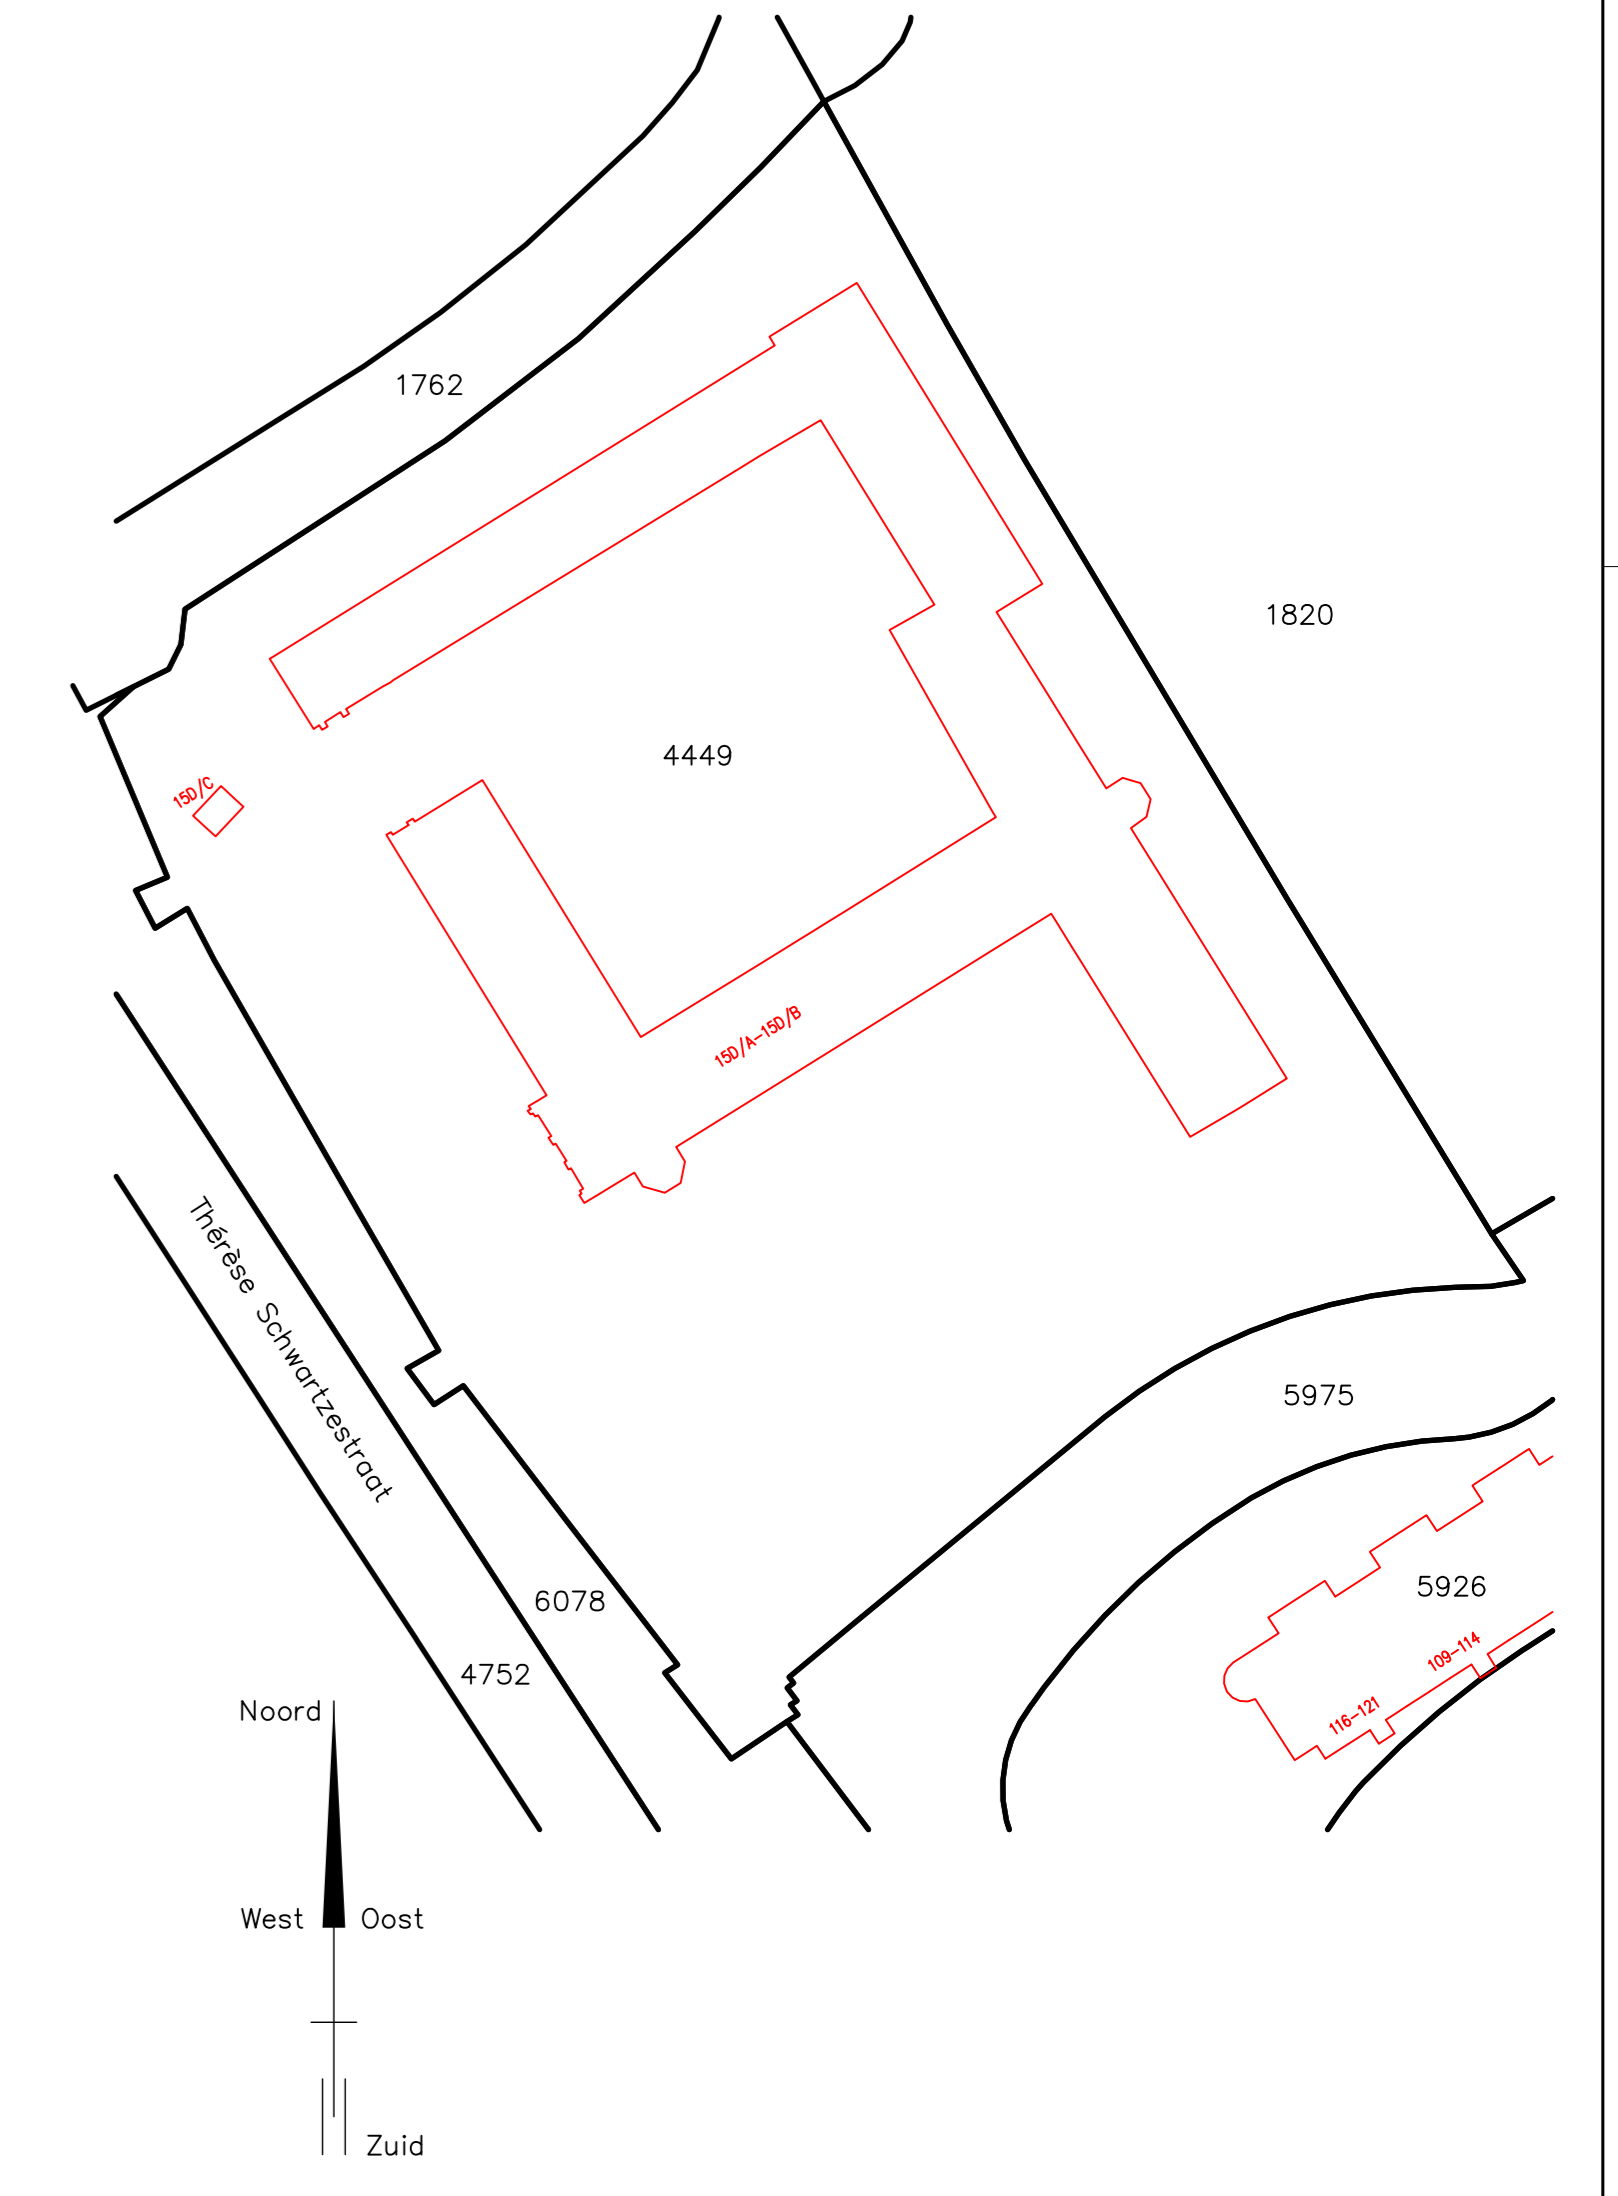 1762
1820
4449
15D/C
15D/A-15D/B
Thérèse Schwartzestraat
5975
5926
6078
109-114
4752
116-121
Noord
West Oost
Zuid